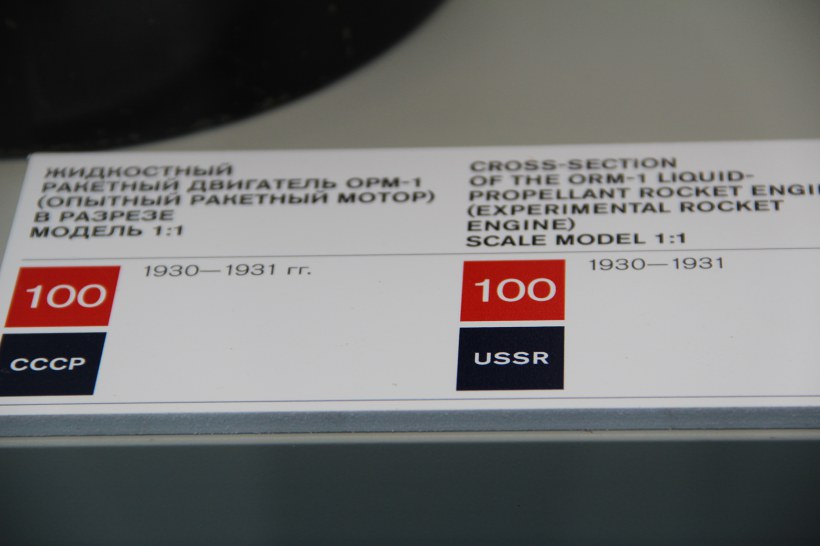 ЖИДКОСТНЫЙ
РАКЕТНЫЙ ДВИГАТЕЛЬ ОРМ-1
(ОПЫТНЫЙ РАКЕТНЫЙ МОТОР)
В РАЗРЕЗЕ
МОДЕЛЬ 1:1
100
1930—1931 гг.
СССР
CROSS-SECTION
OF THE ORM-1 LIQUID-
PROPELLANT ROCKET ENGI
(EXPERIMENTAL ROCKET
ENGINE)
SCALE MODEL 1:1
100
1930—1931
USSR